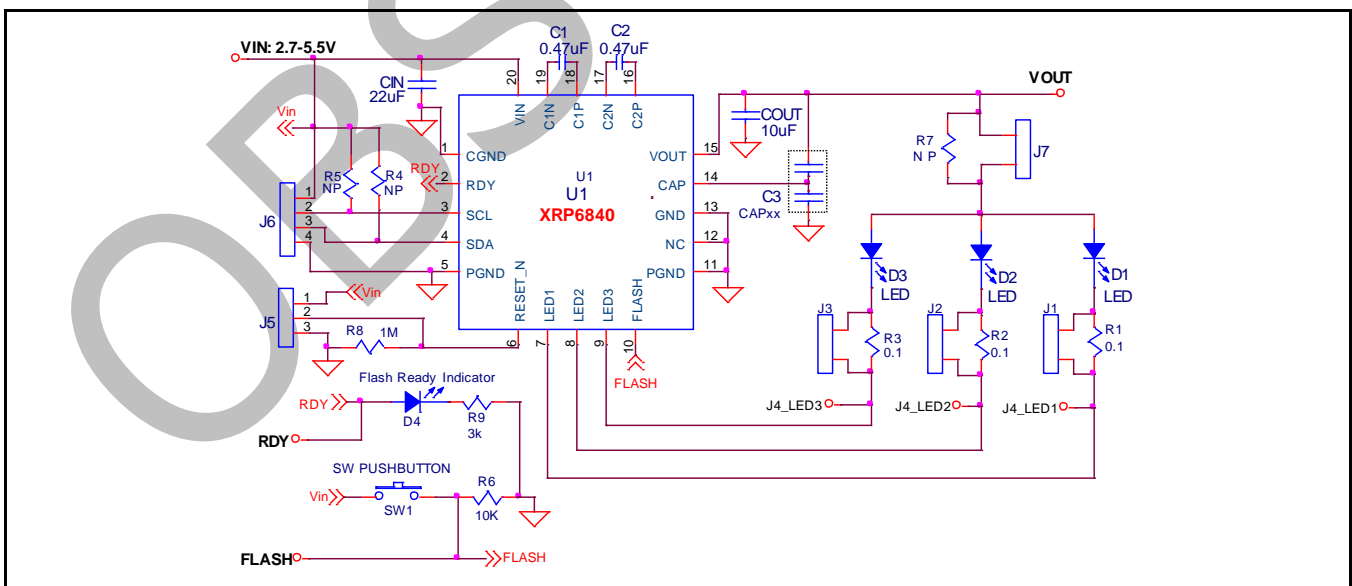 VIN: 2.7-5.5V
C1
0.47uF
C2
0.47uF
CIN
22uF
20
19
18
17
16
VIN
C1N
C1P
C2N
C2P
VOUT
COUT
10uF
Vin
1
CGND
VOUT
15
RDY
2
RDY
CAP
14
R5
NP
R4
NP
U1
U1
XRP6840
C3
CAPxx
R7
NP
J7
J6
1
2
3
4
3
SCL
GND
13
4
SDA
NC
12
5
PGND
PGND
11
RESET_N
LED1
LED2
LED3
FLASH
6
7
8
9
10
FLASH
J5
1
2
3
Vin
R8
1M
D3
LED
D2
LED
D1
LED
J3
R3
0.1
J2
R2
0.1
J1
R1
0.1
J4_LED3
J4_LED2
J4_LED1
Flash Ready Indicator
RDY
D4
R9
3k
RDY
SW PUSHBUTTON
Vin
SW1
R6
10K
FLASH
FLASH
OBS